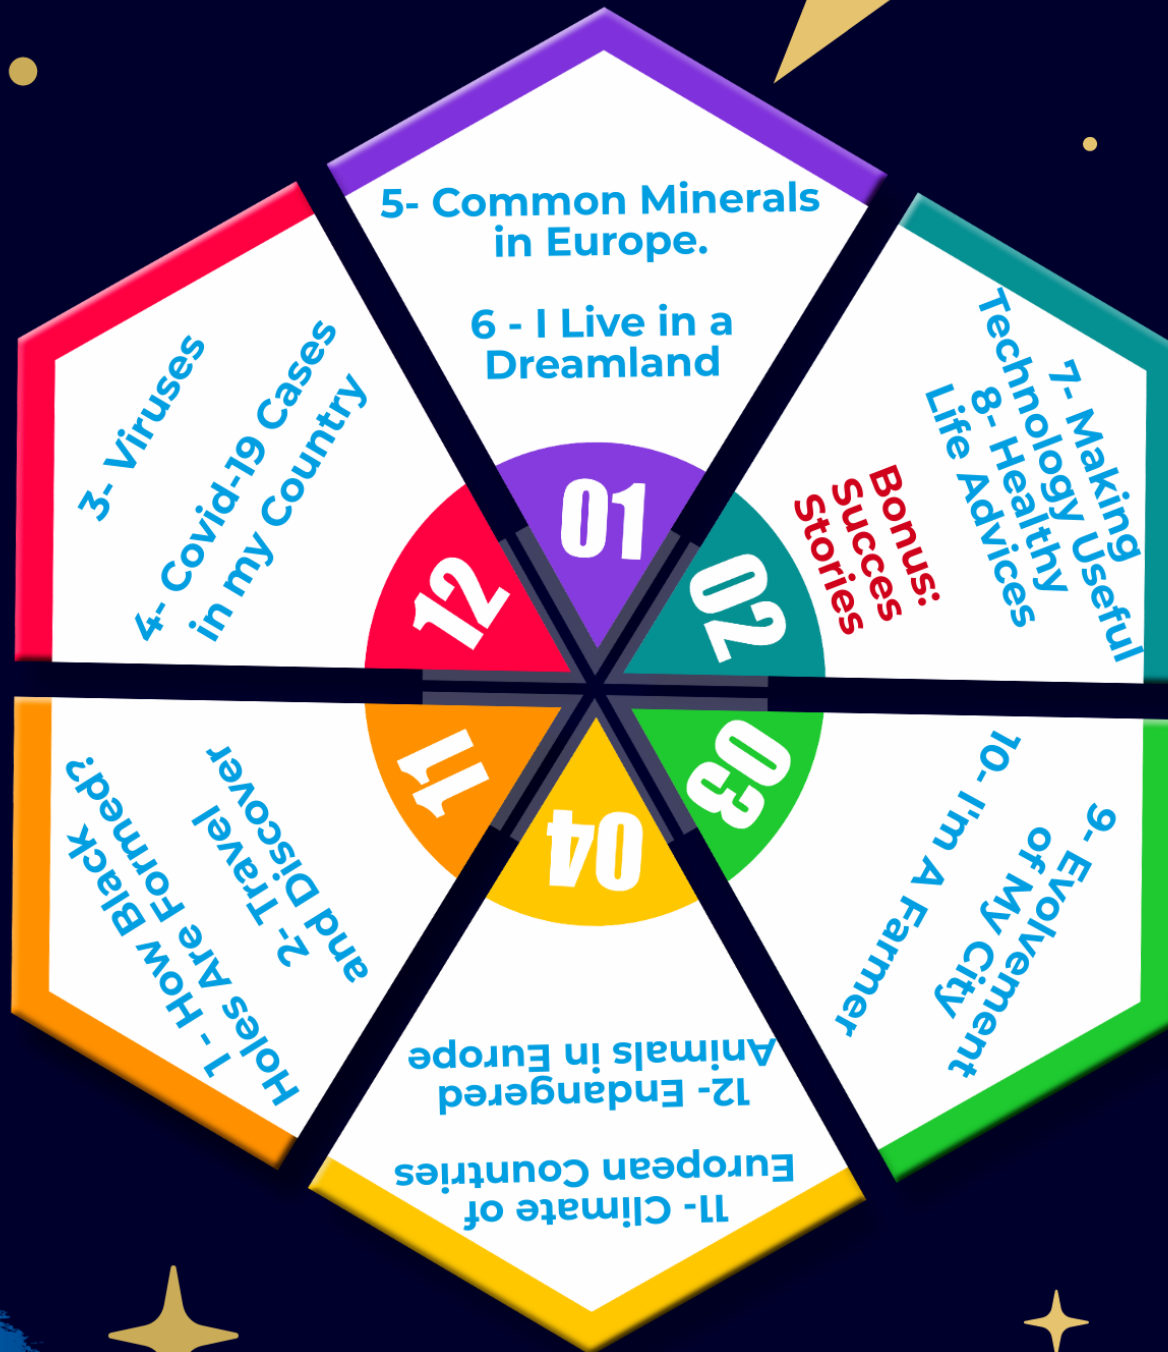 5- Common Minerals
in Europe.
6 - I Live in a
Dreamland
01
7- Making
Technology Useful
8- Healthy
Life Advices
Bonus:
Succes
Stories
02
9- Evolvement
of My City
10- I'm A Farmer
03
11- Climate of
European Countries
12- Endangered
Animals in Europe
04
1 - How Black
Holes Are Formed?
2- Travel
and Discover
11
3- Viruses
4- Covid-19 Cases
in my Country
12